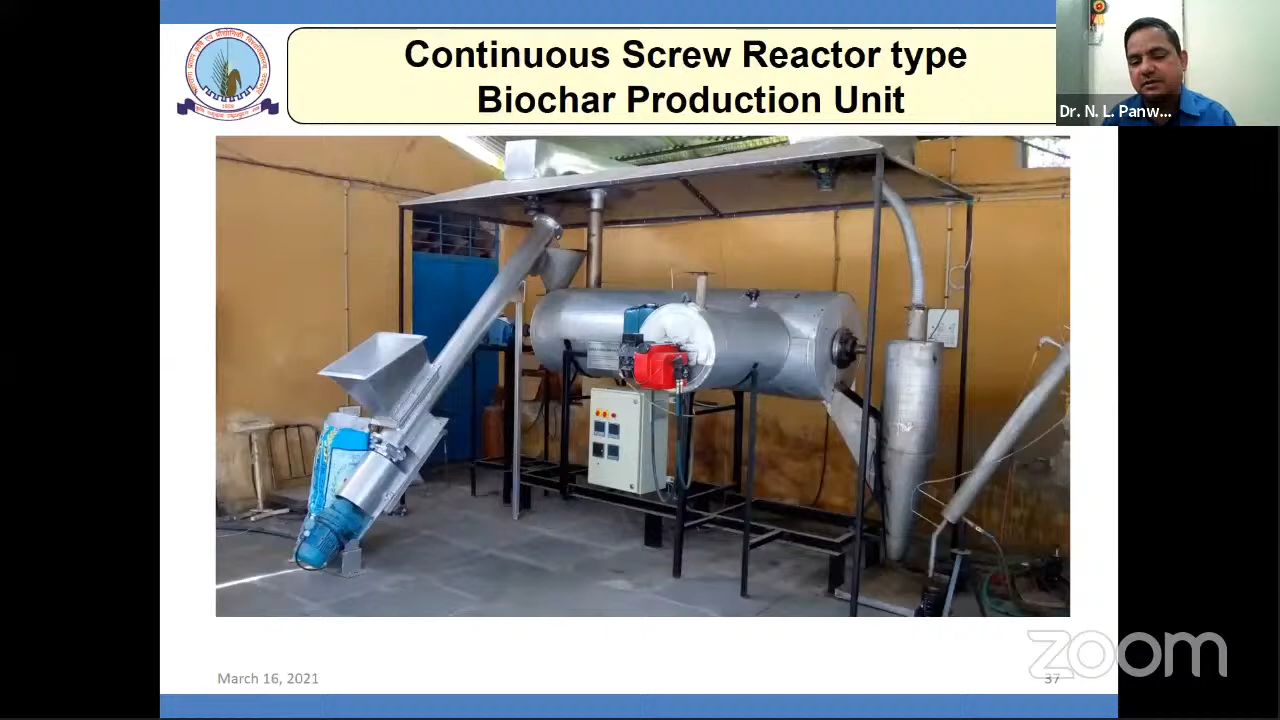 Continuous Screw Reactor type
Biochar Production Unit
Dr. N. L. Panw...
March 16, 2021
37
zoom